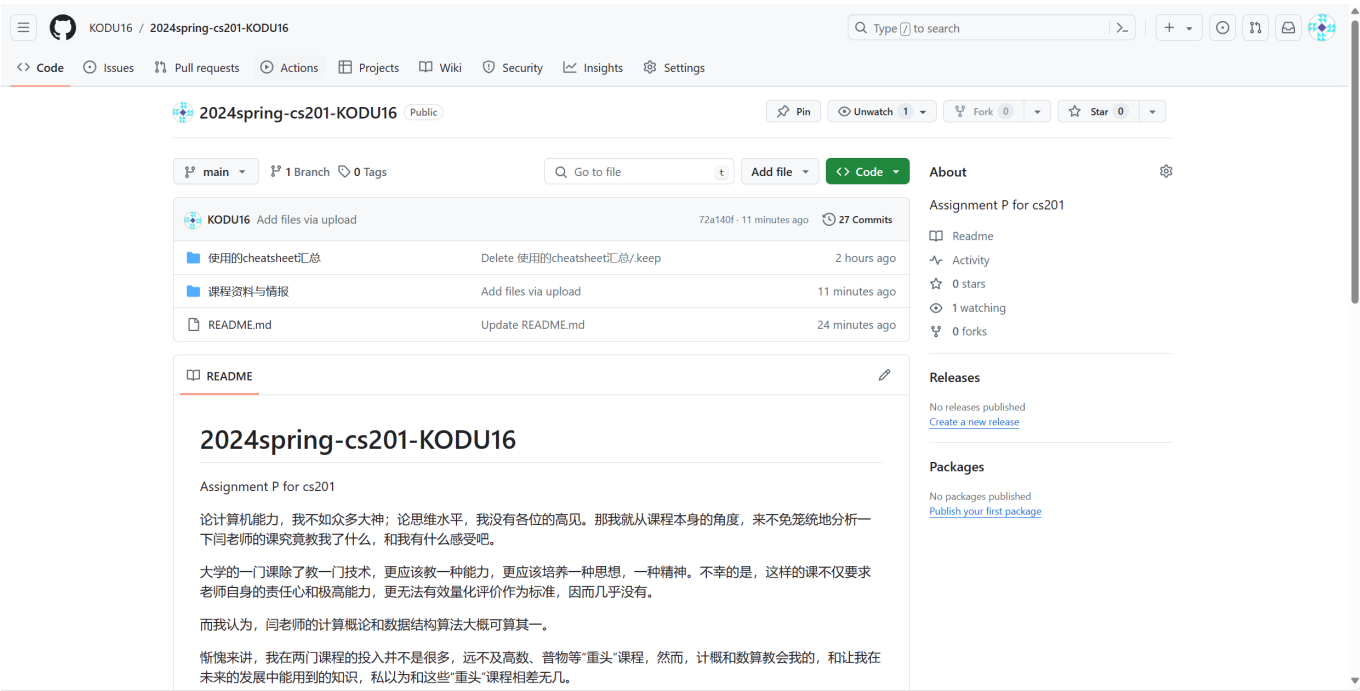 KODU16 / 2024spring-cs201-KODU16
Type / to search
Code Issues Pull requests Actions Projects Wiki Security Insights Settings
2024spring-cs201-KODU16 Public
Pin Unwatch 1 Fork 0 Star 0
main 1 Branch 0 Tags
Go to file t
Add file Code
KODU16 Add files via upload 72a140f · 11 minutes ago 27 Commits
使用的cheatsheet汇总 Delete 使用的cheatsheet汇总/.keep 2 hours ago
课程资料与情报 Add files via upload 11 minutes ago
README.md Update README.md 24 minutes ago
README
2024spring-cs201-KODU16
Assignment P for cs201
论计算机能力，我不如众多大神；论思维水平，我没有各位的高见。那我就从课程本身的角度，来不免笼统地分析一
下闫老师的课究竟教我了什么，和我有什么感受吧。
大学的一门课除了教一门技术，更应该教一种能力，更应该培养一种思想，一种精神。不幸的是，这样的课不仅要求
老师自身的责任心和极高能力，更无法有效量化评价作为标准，因而几乎没有。
而我认为，闫老师的计算概论和数据结构算法大概可算其一。
惭愧来讲，我在两门课程的投入并不是很多，远不及高数、普物等“重头”课程，然而，计概和数算教会我的，和让我在
未来的发展中能用到的知识，私以为和这些“重头”课程相差无几。
About
Assignment P for cs201
Readme
Activity
0 stars
1 watching
0 forks
Releases
No releases published
Create a new release
Packages
No packages published
Publish your first package